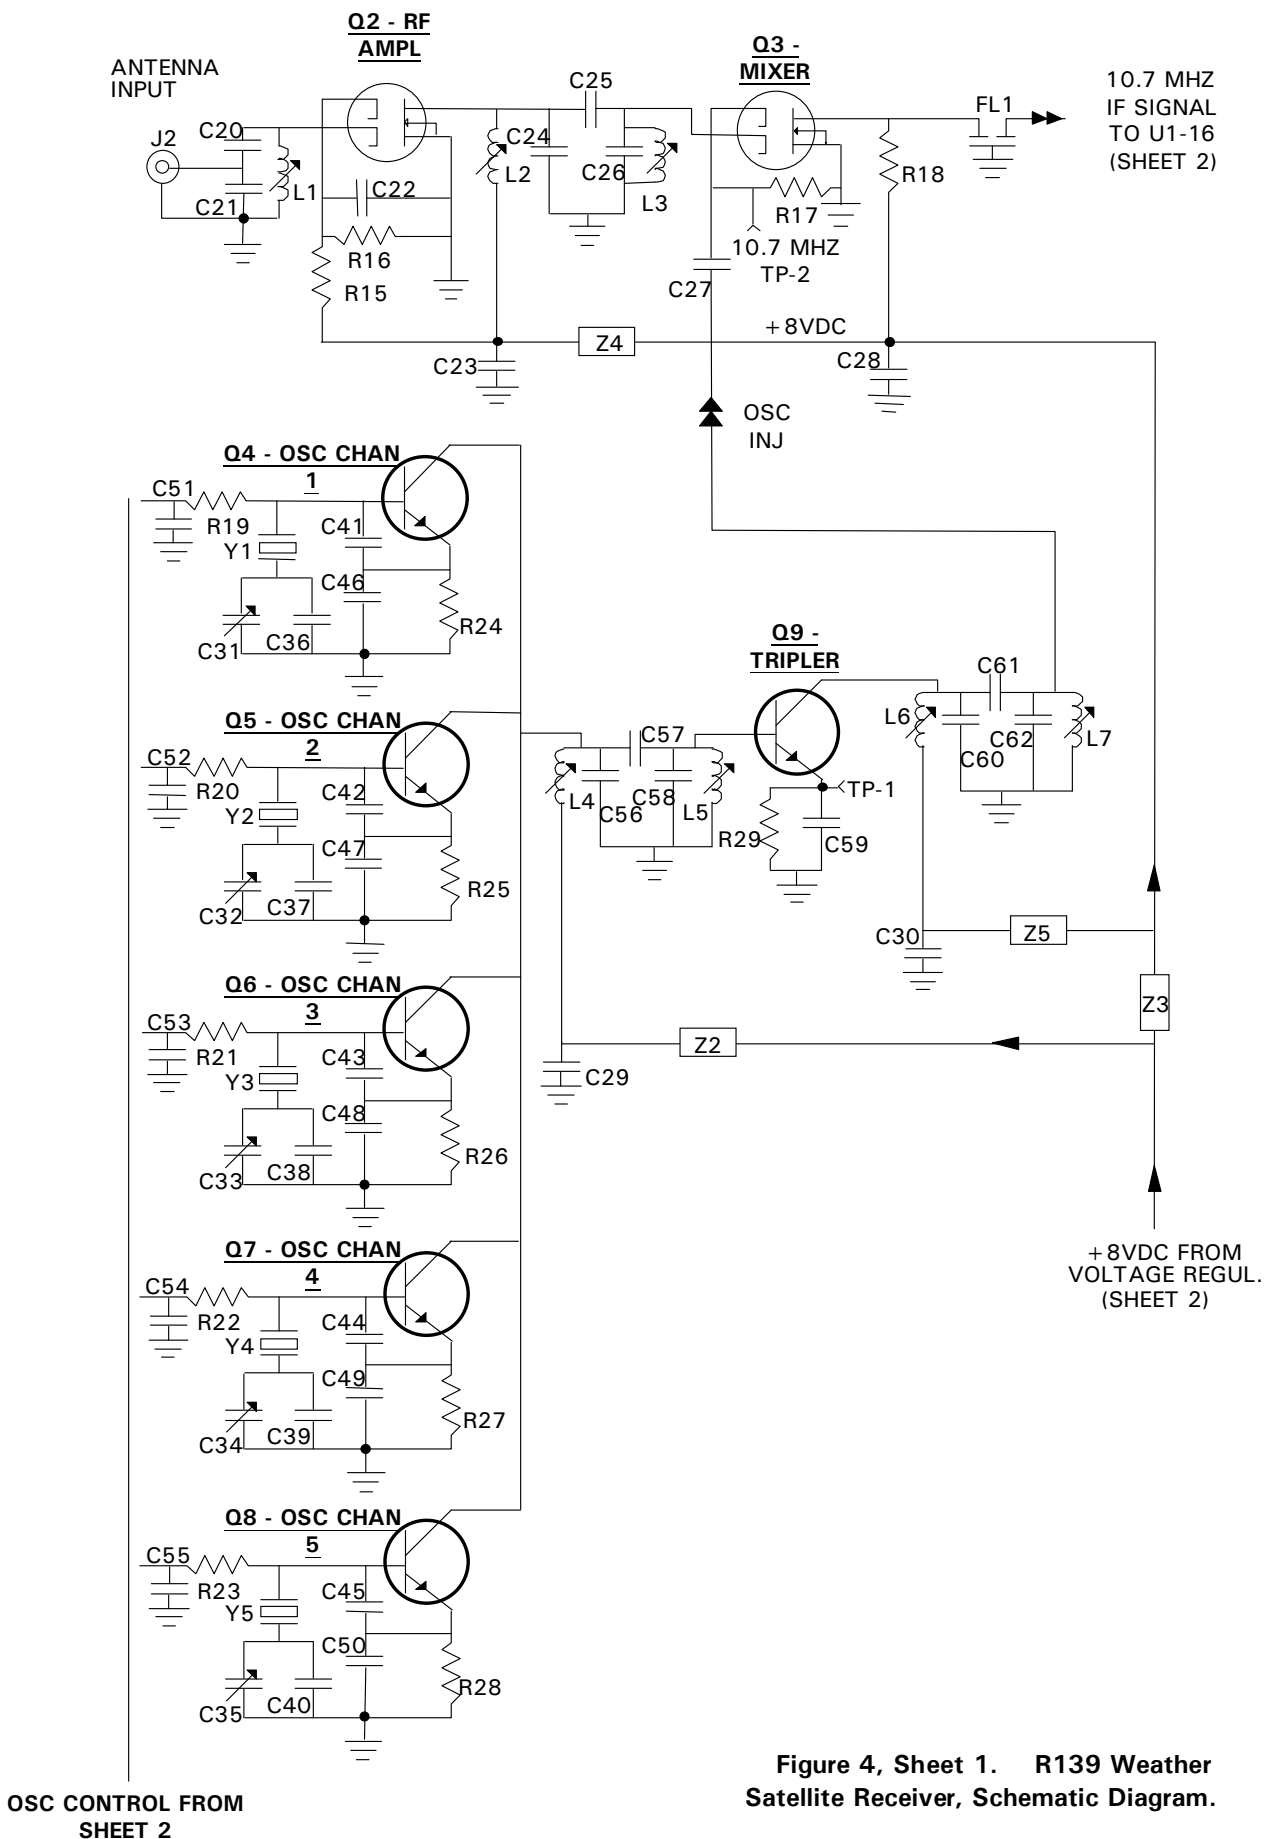 Q2 - RF
AMPL
Q3 -
MIXER
ANTENNA
INPUT
10.7 MHZ
IF SIGNAL
TO U1-16
(SHEET 2)
J2
C20
C21
L1
C22
R16
R15
C25
C24
L2
C26
L3
FL1
R18
R17
10.7 MHZ
TP-2
C27
+8VDC
Z4
C23
C28
OSC
INJ
Q4 - OSC CHAN
1
C51
R19
Y1
C41
C46
C31
C36
R24
Q5 - OSC CHAN
2
C52
R20
Y2
C42
C47
C32
C37
R25
Q9 -
TRIPLER
C57
L4
C56
C58
L5
TP-1
R29
C59
C61
L6
C60
C62
L7
C30
Z5
Z3
Z2
C29
Q6 - OSC CHAN
3
C53
R21
Y3
C43
C48
C33
C38
R26
Q7 - OSC CHAN
4
C54
R22
Y4
C44
C49
C34
C39
R27
+8VDC FROM
VOLTAGE REGUL.
(SHEET 2)
Q8 - OSC CHAN
5
C55
R23
Y5
C45
C50
C35
C40
R28
OSC CONTROL FROM
SHEET 2
Figure 4, Sheet 1. R139 Weather
Satellite Receiver, Schematic Diagram.